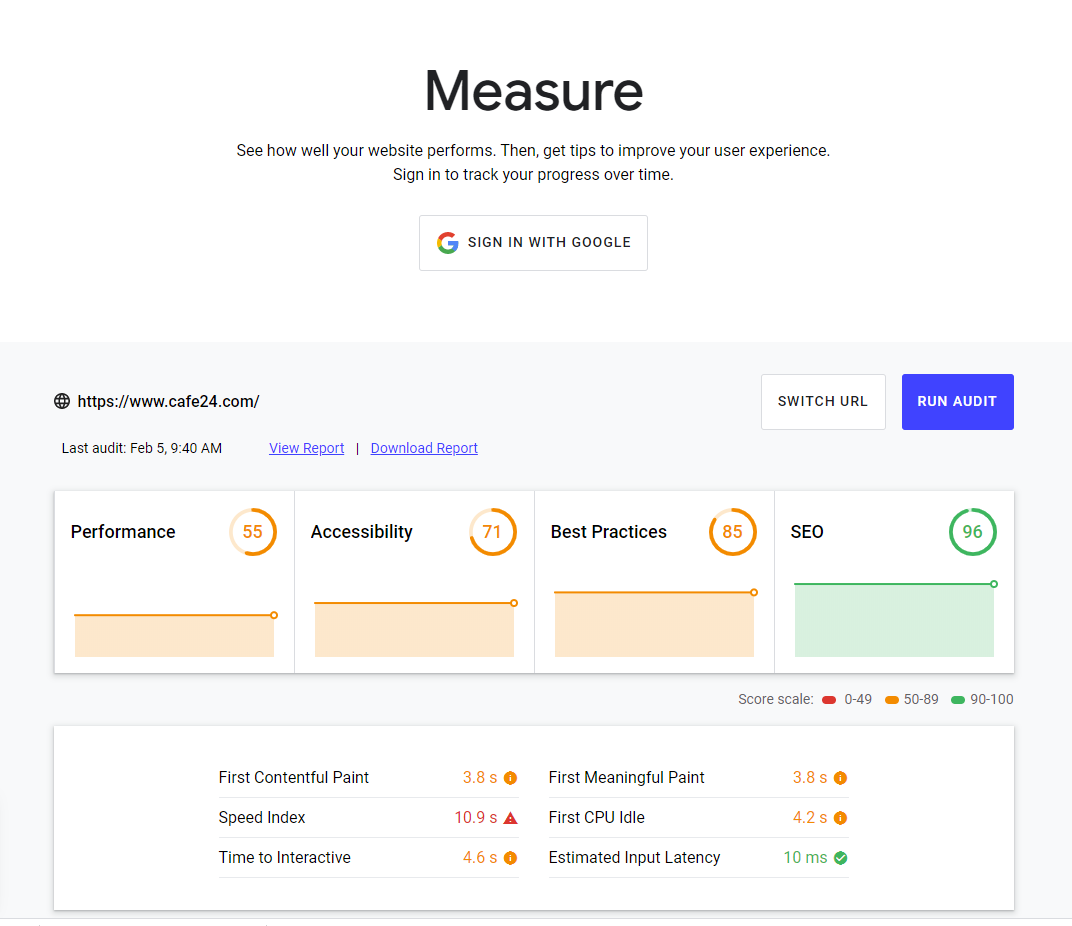 Measure
See how well your website performs. Then, get tips to improve your user experience.
Sign in to track your progress over time.
SIGN IN WITH GOOGLE
https://www.cafe24.com/
SWITCH URL
RUN AUDIT
Last audit: Feb 5, 9:40 AM
View Report | Download Report
Performance 55
Accessibility 71
Best Practices 85
SEO 96
Score scale: 0-49 50-89 90-100
First Contentful Paint 3.8 s
First Meaningful Paint 3.8 s
Speed Index 10.9 s
First CPU Idle 4.2 s
Time to Interactive 4.6 s
Estimated Input Latency 10 ms